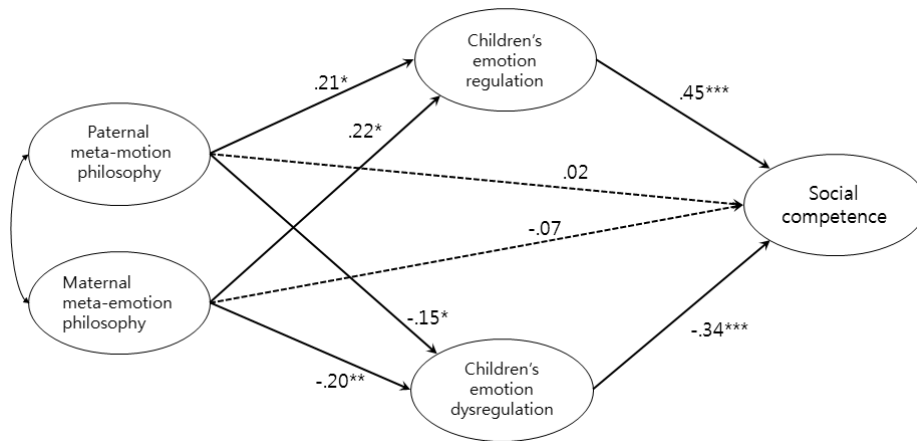 Children's
emotion
regulation
.21*
.45***
.22*
Paternal
meta-motion
philosophy
.02
Social
competence
-.07
Maternal
meta-emotion
philosophy
-.15*
-.34***
-.20**
Children's
emotion
dysregulation